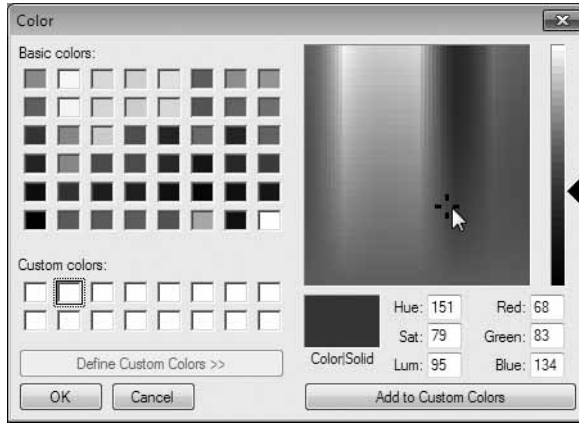 Color
Basic colors:
Custom colors:
Define Custom Colors >>
OK Cancel
Color|Solid
Hue: 151 Red: 68
Sat: 79 Green: 83
Lum: 95 Blue: 134
Add to Custom Colors